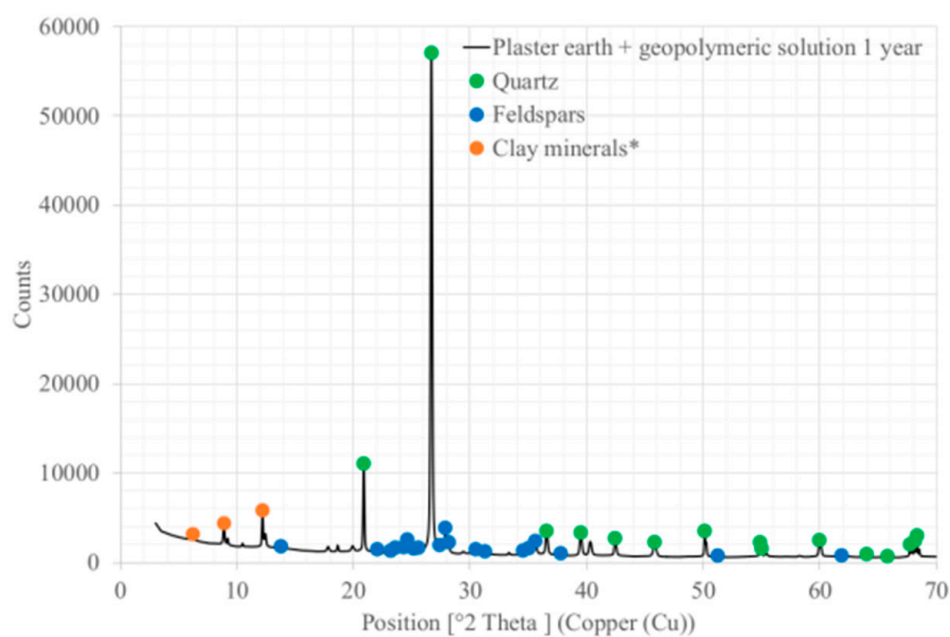 60000
50000
40000
30000
20000
10000
0
Counts
Plaster earth + geopolymeric solution 1 year
Quartz
Feldspars
Clay minerals*
0 10 20 30 40 50 60 70
Position [°2 Theta ] (Copper (Cu))